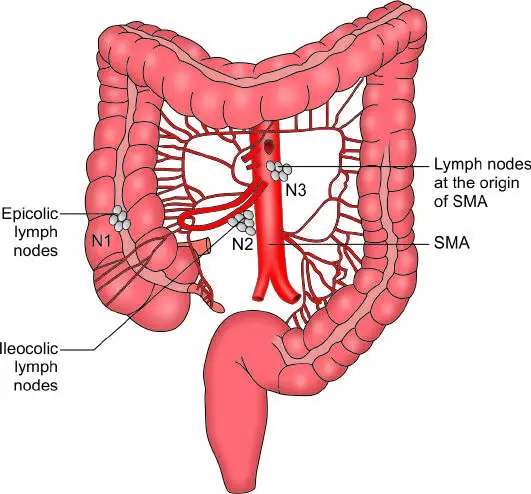 Lymph nodes
at the origin
of SMA
N3
Epicolic
lymph
nodes
N1
N2
SMA
Ileocolic
lymph
nodes